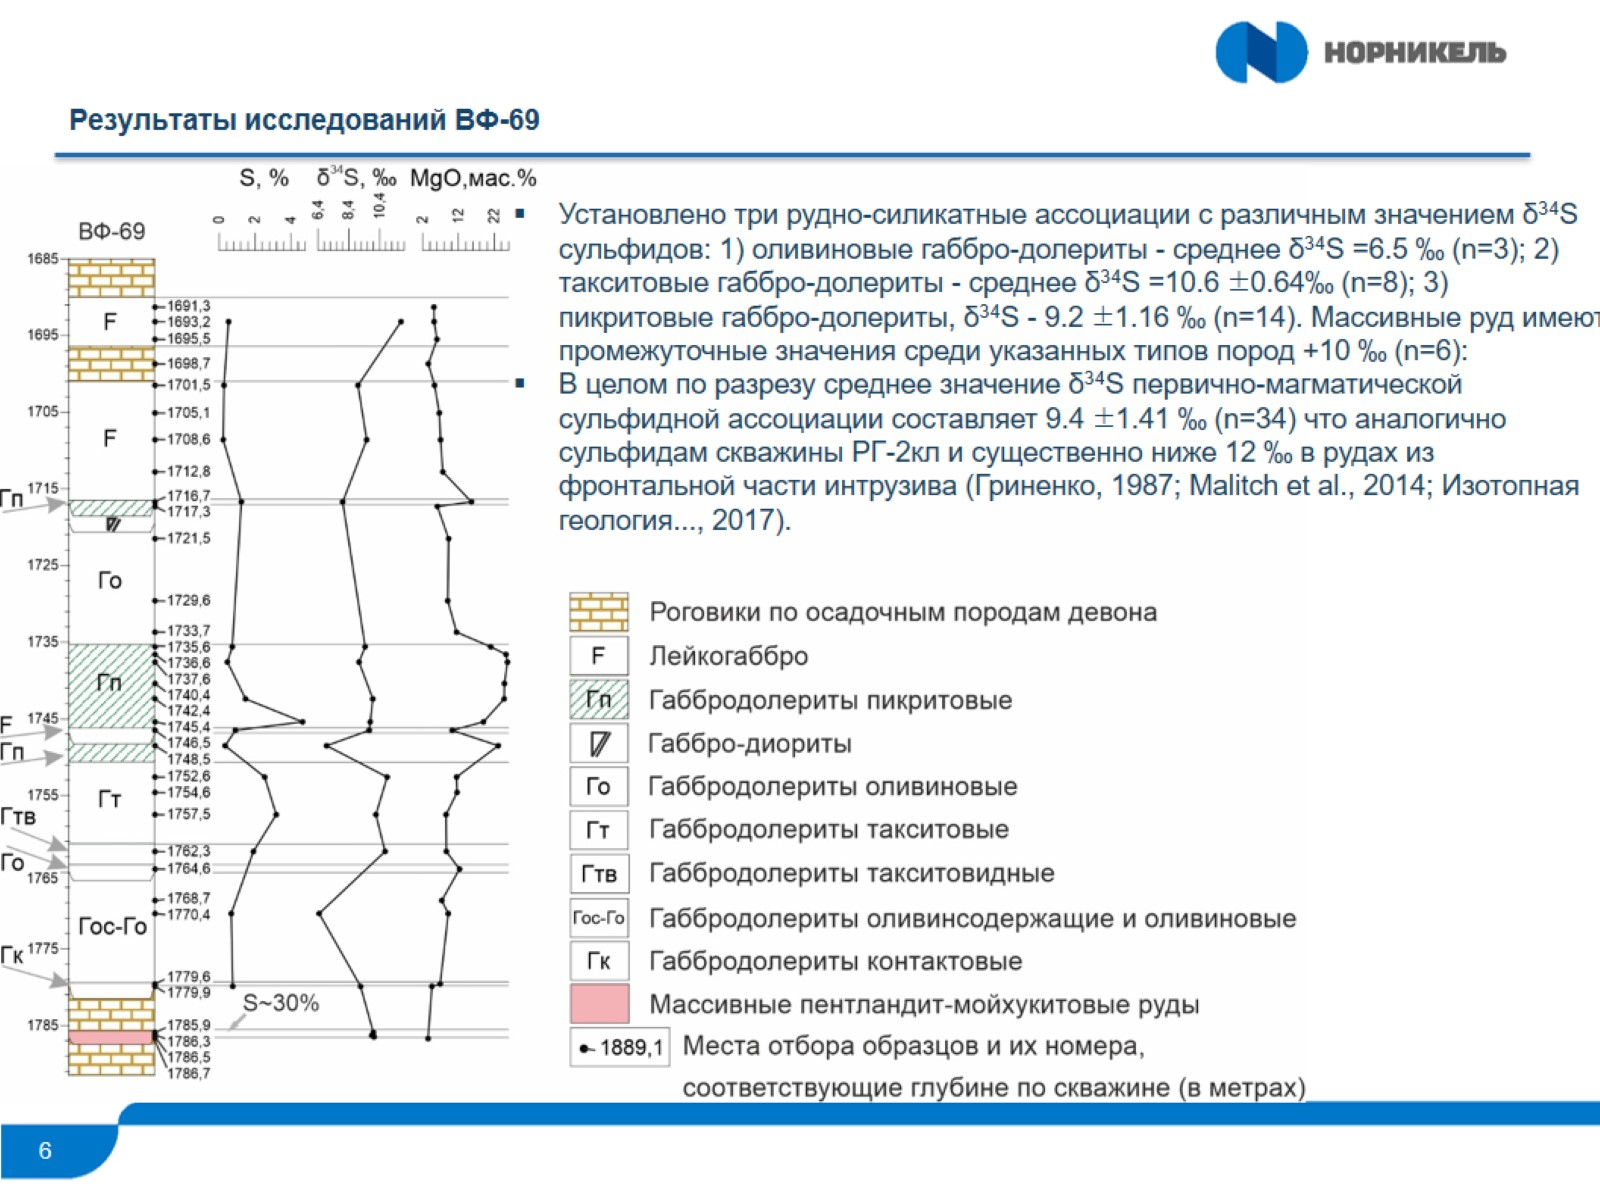 НОРНИКЕЛЬ
Результаты исследований ВФ-69
S, % δ³⁴S, ‰ MgO,мас.%
0 2 4 6,4 8,4 10,4 2 12 22
ВФ-69
1685
1695
1705
1715
1725
1735
1745
1755
1765
1775
1785
F
F
Го
Гп
Гт
Гос-Го
Гп
F
Гп
Гтв
Го
Гк
1691,3
1693,2
1695,5
1698,7
1701,5
1705,1
1708,6
1712,8
1716,7
1717,3
1721,5
1729,6
1733,7
1735,6
1736,6
1737,6
1740,4
1742,4
1745,4
1746,5
1748,5
1752,6
1754,6
1757,5
1762,3
1764,6
1768,7
1770,4
1779,6
1779,9
1785,9
1786,3
1786,5
1786,7
S~30%
▪ Установлено три рудно-силикатные ассоциации с различным значением δ³⁴S
сульфидов: 1) оливиновые габбро-долериты - среднее δ³⁴S =6.5 ‰ (n=3); 2)
такситовые габбро-долериты - среднее δ³⁴S =10.6 ±0.64‰ (n=8); 3)
пикритовые габбро-долериты, δ³⁴S - 9.2 ±1.16 ‰ (n=14). Массивные руд имеют
промежуточные значения среди указанных типов пород +10 ‰ (n=6):
▪ В целом по разрезу среднее значение δ³⁴S первично-магматической
сульфидной ассоциации составляет 9.4 ±1.41 ‰ (n=34) что аналогично
сульфидам скважины РГ-2кл и существенно ниже 12 ‰ в рудах из
фронтальной части интрузива (Гриненко, 1987; Malitch et al., 2014; Изотопная
геология..., 2017).
Роговики по осадочным породам девона
F Лейкогаббро
Гп Габбродолериты пикритовые
Габбро-диориты
Го Габбродолериты оливиновые
Гт Габбродолериты такситовые
Гтв Габбродолериты такситовидные
Гос-Го Габбродолериты оливинсодержащие и оливиновые
Гк Габбродолериты контактовые
Массивные пентландит-мойхукитовые руды
1889,1 Места отбора образцов и их номера,
соответствующие глубине по скважине (в метрах)
6